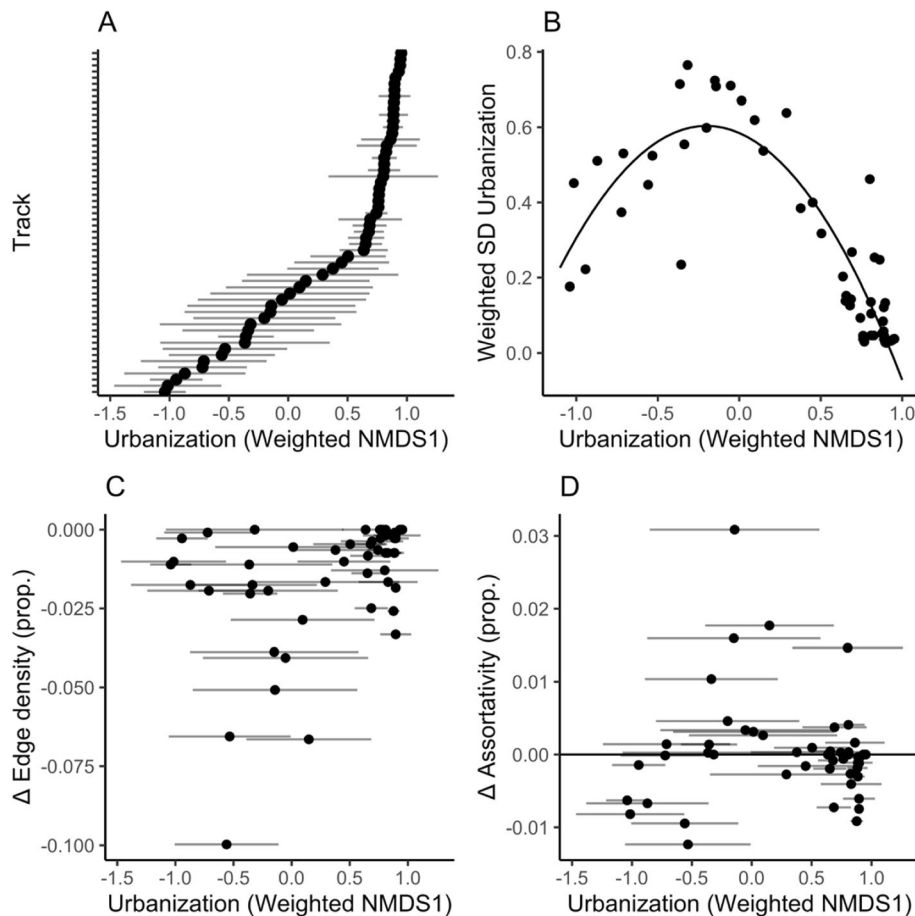 A
Track
-1.5 -1.0 -0.5 0.0 0.5 1.0
Urbanization (Weighted NMDS1)
B
Weighted SD Urbanization
0.8
0.6
0.4
0.2
0.0
-1.0 -0.5 0.0 0.5 1.0
Urbanization (Weighted NMDS1)
C
Δ Edge density (prop.)
0.000
-0.025
-0.050
-0.075
-0.100
-1.5 -1.0 -0.5 0.0 0.5 1.0
Urbanization (Weighted NMDS1)
D
Δ Assortativity (prop.)
0.03
0.02
0.01
0.00
-0.01
-1.5 -1.0 -0.5 0.0 0.5 1.0
Urbanization (Weighted NMDS1)